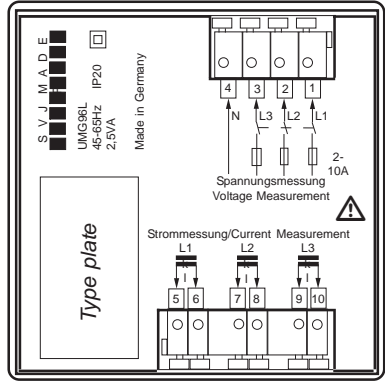 S V J M A D E
UMG96L
45-65Hz IP20
2,5VA
Made in Germany
4 3 2 1
N L3 L2 L1
2-
10A
Spannungsmessung
Voltage Measurement
Type plate
Strommessung/Current Measurement
L1 L2 L3
k k k
l l l
5 6 7 8 9 10